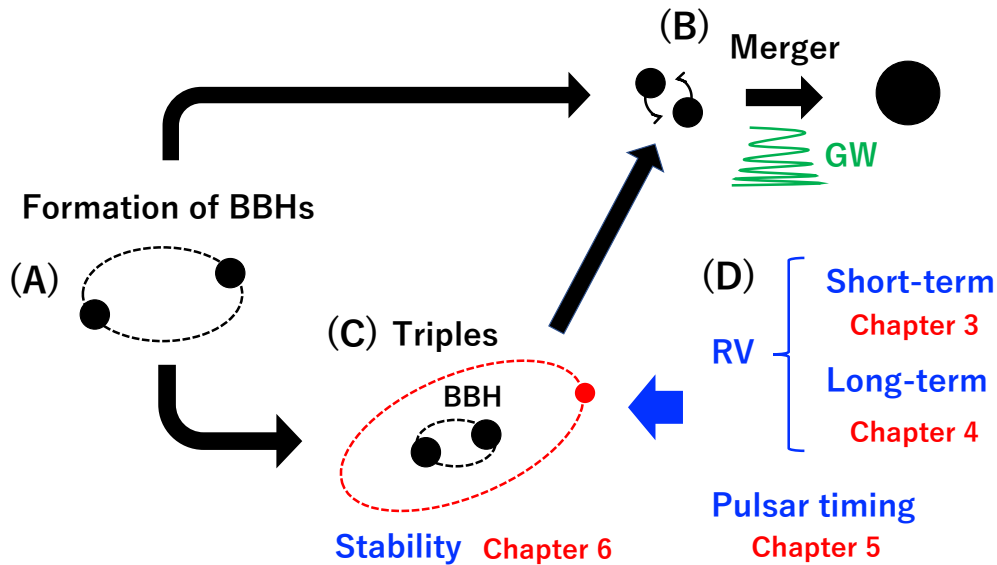 (B)
Merger
GW
Formation of BBHs
(A)
(C) Triples
BBH
Stability Chapter 6
(D)
RV
Short-term
Chapter 3
Long-term
Chapter 4
Pulsar timing
Chapter 5